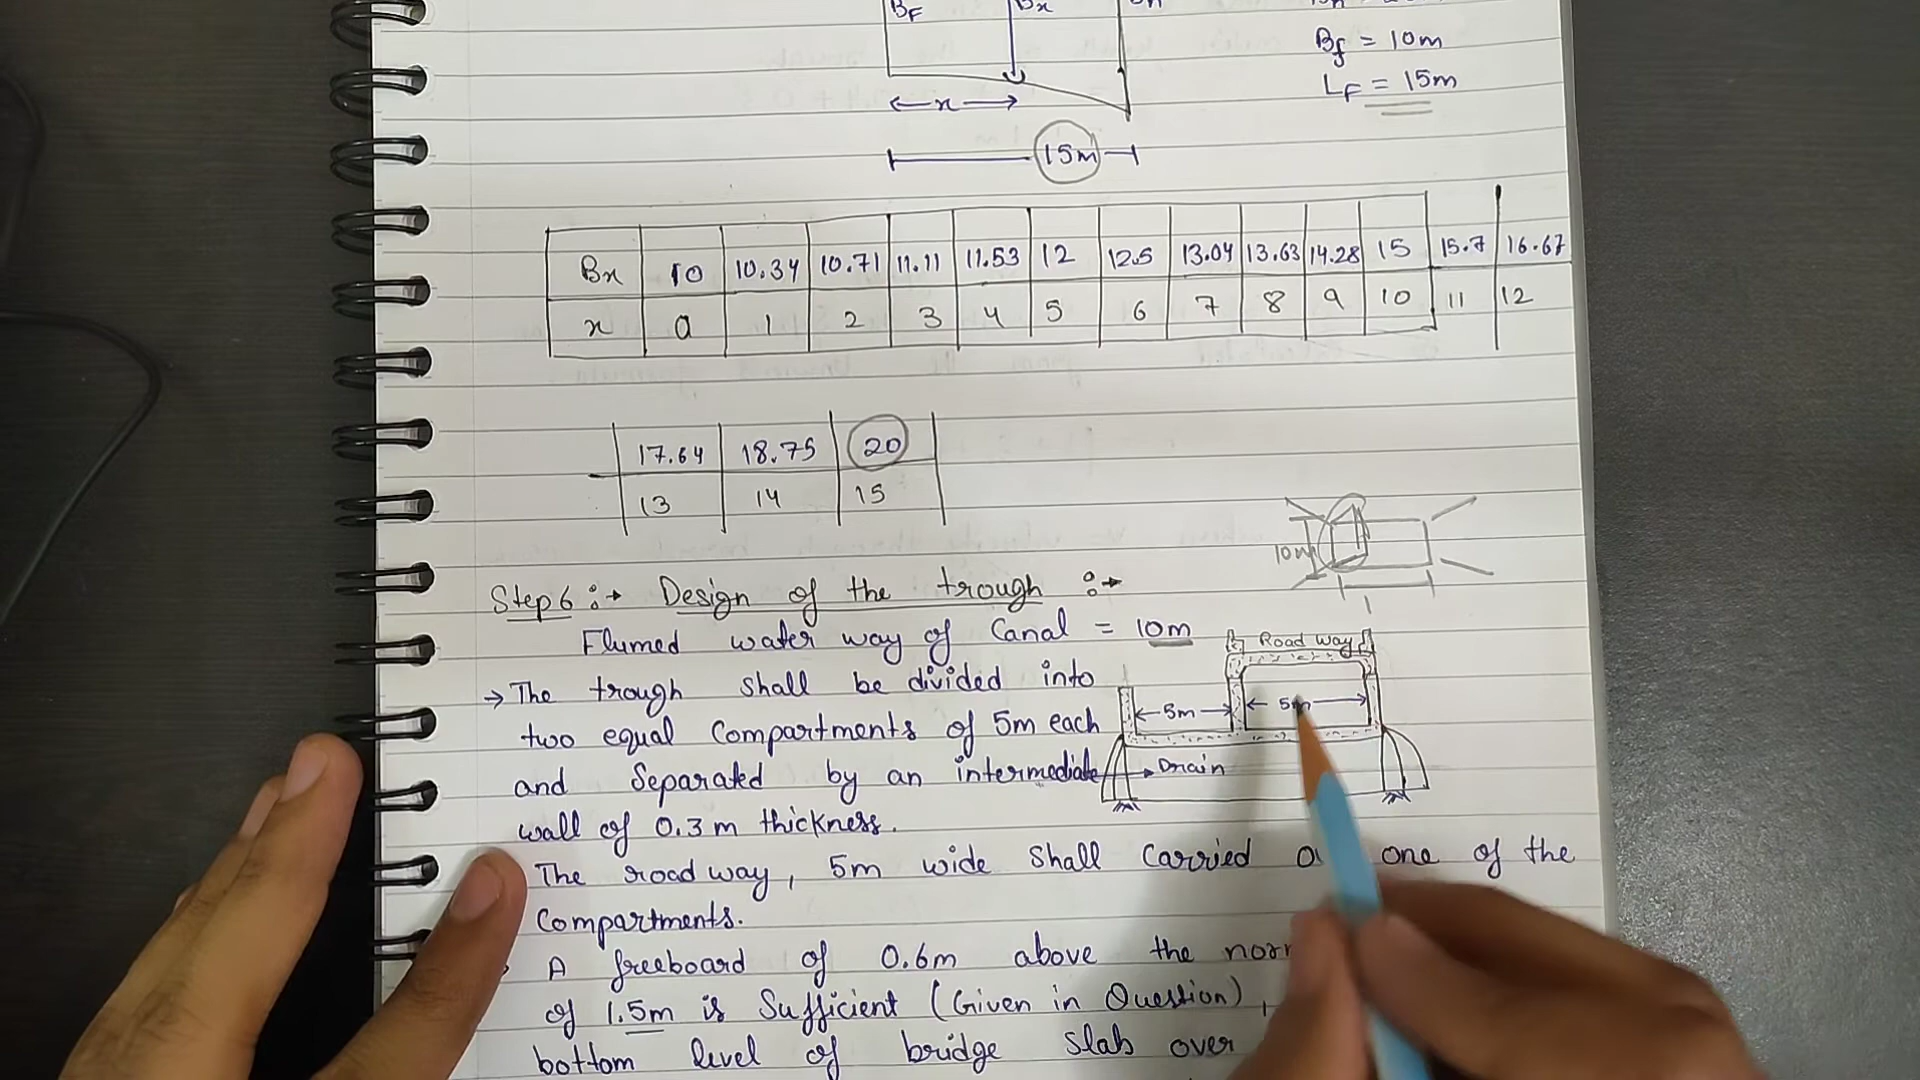 BF Bx
Bf = 10m
LF = 15m
x
15m
Bx 10 10.34 10.71 11.11 11.53 12 12.5 13.04 13.63 14.28 15 15.7 16.67
x 0 1 2 3 4 5 6 7 8 9 10 11 12
17.64 18.75 20
13 14 15
10m
Step 6 :→ Design of the trough :→
Flumed water way of Canal = 10m
Road way
→ The trough shall be divided into
two equal Compartments of 5m each
5m 5m
and Separated by an intermediate
Drain
wall of 0.3m thickness.
The road way, 5m wide shall carried one of the
Compartments.
A freeboard of 0.6m above the
of 1.5m is Sufficient (Given in Question),
bottom level of bridge slab over